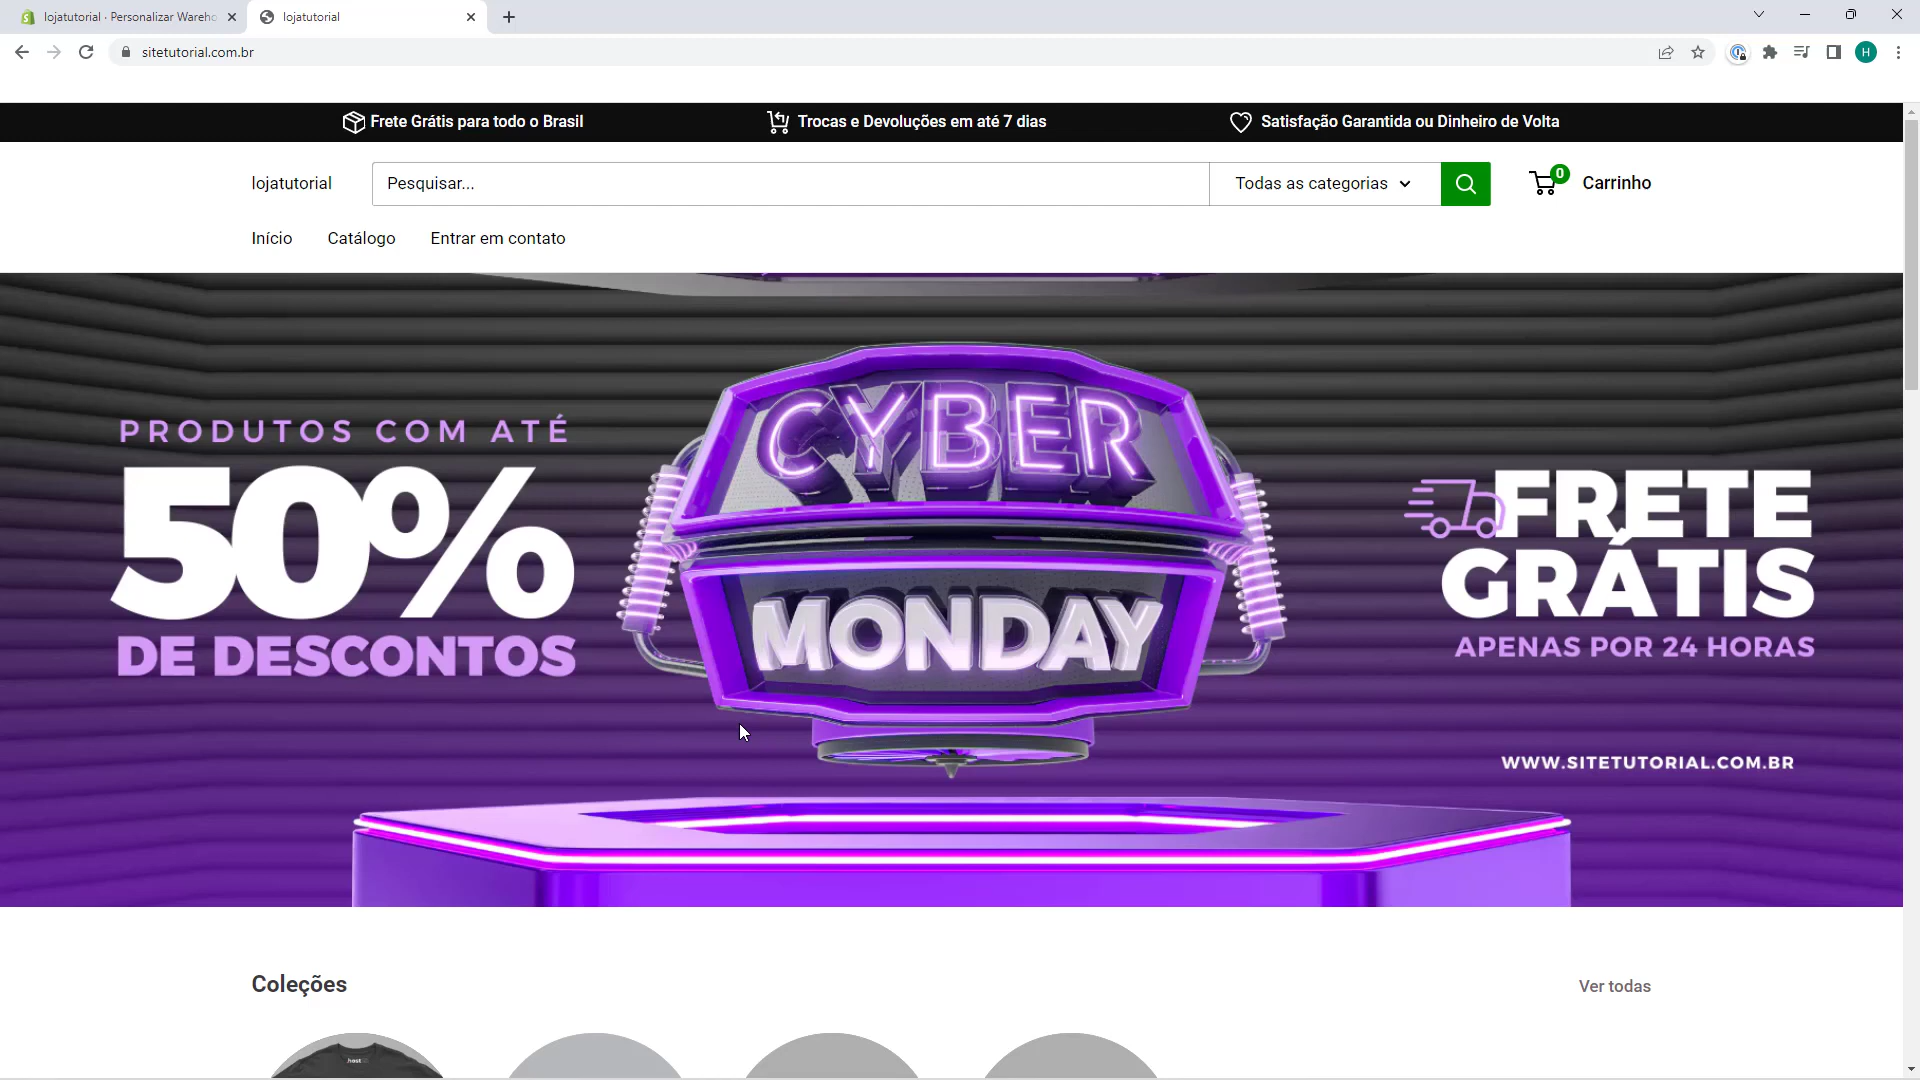 lojatutorial · Personalizar Wareho
lojatutorial
sitetutorial.com.br
H
Frete Grátis para todo o Brasil
Trocas e Devoluções em até 7 dias
Satisfação Garantida ou Dinheiro de Volta
lojatutorial
Pesquisar...
Todas as categorias
0
Carrinho
Início
Catálogo
Entrar em contato
PRODUTOS COM ATÉ
50%
DE DESCONTOS
CYBER
MONDAY
FRETE
GRÁTIS
APENAS POR 24 HORAS
WWW.SITETUTORIAL.COM.BR
Coleções
Ver todas